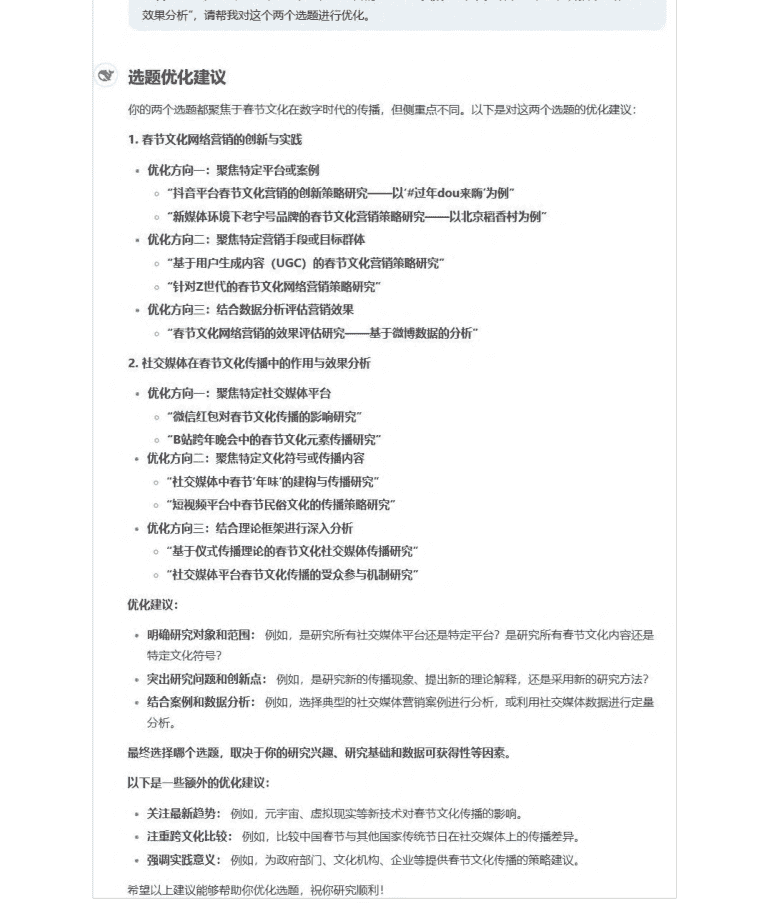 效果分析”，请帮我对这个两个选题进行优化。
选题优化建议
你的两个选题都聚焦于春节文化在数字时代的传播，但侧重点不同。以下是对这两个选题的优化建议：
1. 春节文化网络营销的创新与实践
优化方向一：聚焦特定平台或案例
“抖音平台春节文化营销的创新策略研究——以‘#过年dou来嗨’为例”
“新媒体环境下老字号品牌的春节文化营销策略研究——以北京稻香村为例”
优化方向二：聚焦特定营销手段或目标群体
“基于用户生成内容（UGC）的春节文化营销策略研究”
“针对Z世代的春节文化网络营销策略研究”
优化方向三：结合数据分析评估营销效果
“春节文化网络营销的效果评估研究——基于微博数据的分析”
2. 社交媒体在春节文化传播中的作用与效果分析
优化方向一：聚焦特定社交媒体平台
“微信红包对春节文化传播的影响研究”
“B站跨年晚会中的春节文化元素传播研究”
优化方向二：聚焦特定文化符号或传播内容
“社交媒体中春节‘年味’的建构与传播研究”
“短视频平台中春节民俗文化的传播策略研究”
优化方向三：结合理论框架进行深入分析
“基于仪式传播理论的春节文化社交媒体传播研究”
“社交媒体平台春节文化传播的受众参与机制研究”
优化建议：
明确研究对象和范围： 例如，是研究所有社交媒体平台还是特定平台？是研究所有春节文化内容还是
特定文化符号？
突出研究问题和创新点： 例如，是研究新的传播现象、提出新的理论解释，还是采用新的研究方法？
结合案例和数据分析： 例如，选择典型的社交媒体营销案例进行分析，或利用社交媒体数据进行定量
分析。
最终选择哪个选题，取决于你的研究兴趣、研究基础和数据可获得性等因素。
以下是一些额外的优化建议：
关注最新趋势： 例如，元宇宙、虚拟现实等新技术对春节文化传播的影响。
注重跨文化比较： 例如，比较中国春节与其他国家传统节日在社交媒体上的传播差异。
强调实践意义： 例如，为政府部门、文化机构、企业等提供春节文化传播的策略建议。
希望以上建议能够帮助你优化选题，祝你研究顺利！